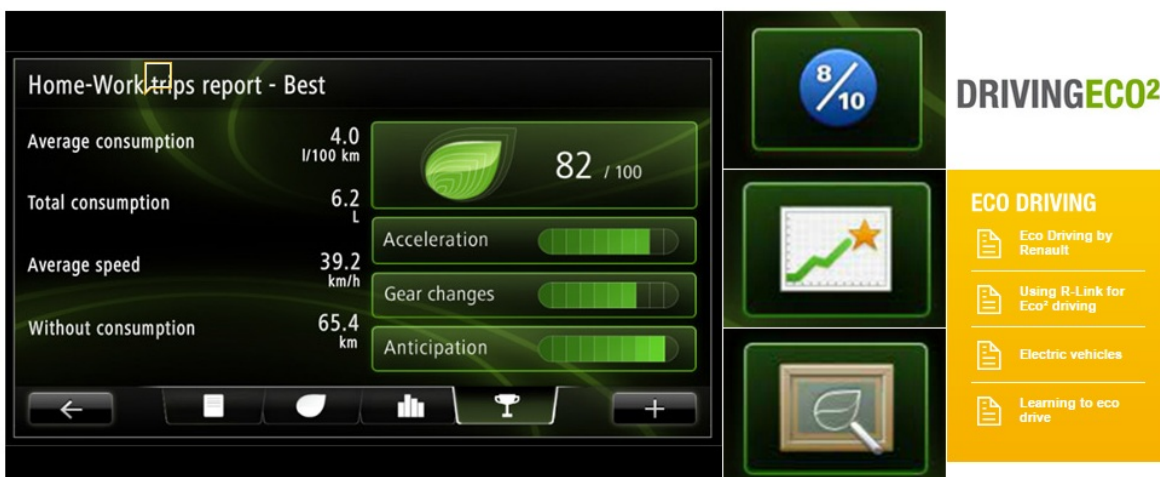 Home-Work trips report - Best
Average consumption
4.0
l/100 km
Total consumption
6.2
L
Average speed
39.2
km/h
Without consumption
65.4
km
82 / 100
Acceleration
Gear changes
Anticipation
8/10
DRIVINGECO²
ECO DRIVING
Eco Driving by
Renault
Using R-Link for
Eco² driving
Electric vehicles
Learning to eco
drive